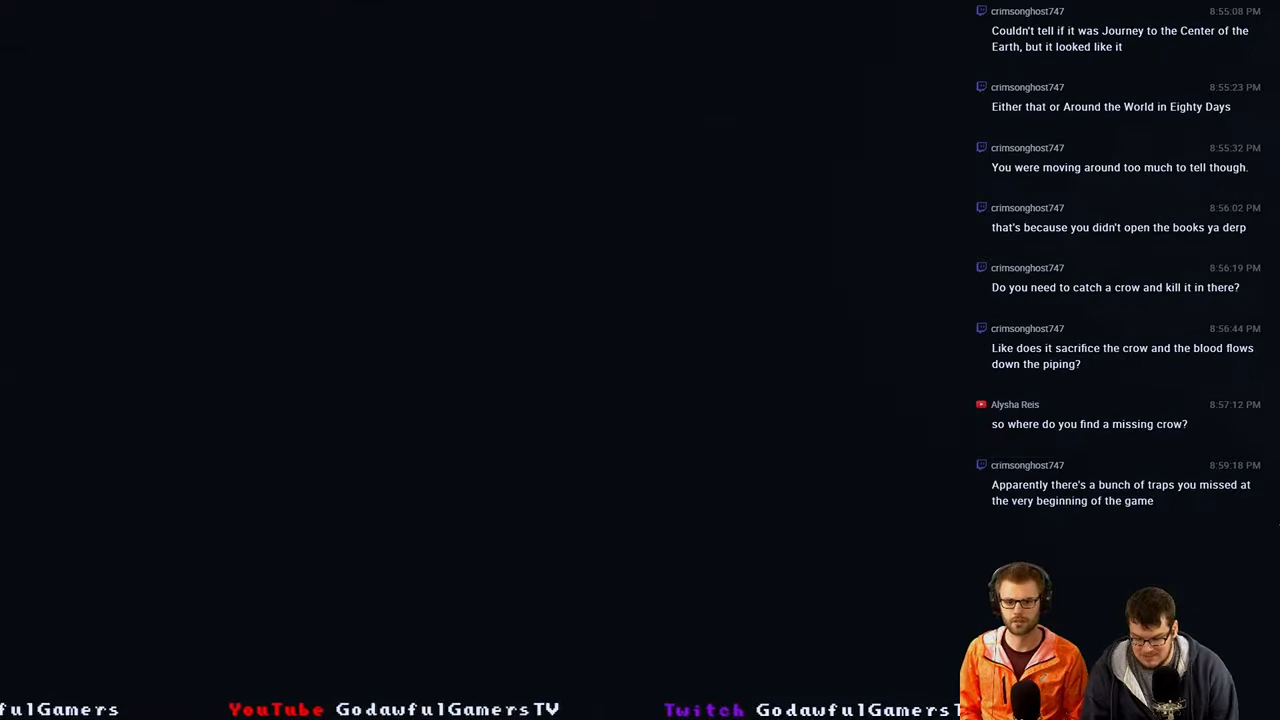 crimsonghost747 8:55:08 PM
Couldn't tell if it was Journey to the Center of the
Earth, but it looked like it
crimsonghost747 8:55:23 PM
Either that or Around the World in Eighty Days
crimsonghost747 8:55:32 PM
You were moving around too much to tell though.
crimsonghost747 8:56:02 PM
that's because you didn't open the books ya derp
crimsonghost747 8:56:19 PM
Do you need to catch a crow and kill it in there?
crimsonghost747 8:56:44 PM
Like does it sacrifice the crow and the blood flows
down the piping?
Alysha Reis 8:57:12 PM
so where do you find a missing crow?
crimsonghost747 8:59:18 PM
Apparently there's a bunch of traps you missed at
the very beginning of the game
fulGamers YouTube GodawfulGamersTV Twitch GodawfulGamersT